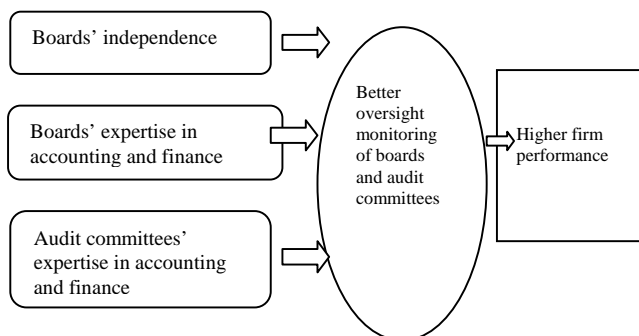 Boards’ independence
Boards’ expertise in
accounting and finance
Audit committees’
expertise in accounting
and finance
Better
oversight
monitoring
of boards
and audit
committees
Higher firm
performance